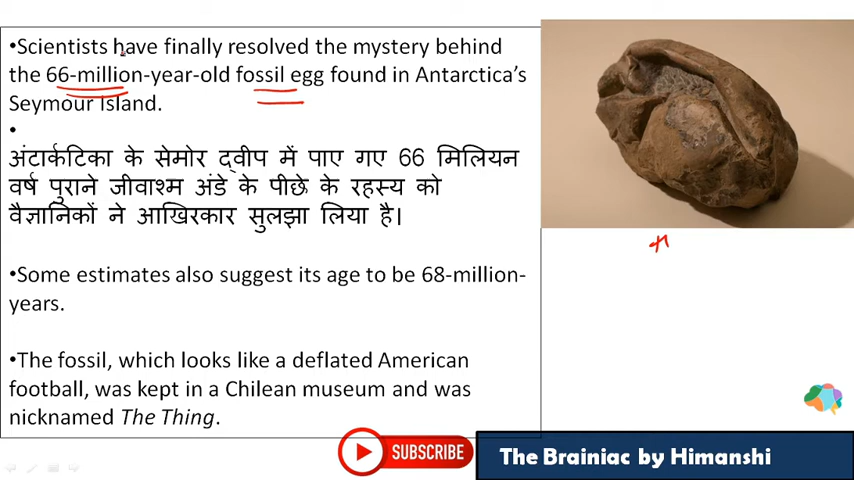 •Scientists have finally resolved the mystery behind
the 66-million-year-old fossil egg found in Antarctica's
Seymour Island.
•
अंटार्कटिका के सेमोर द्वीप में पाए गए 66 मिलियन
वर्ष पुराने जीवाश्म अंडे के पीछे के रहस्य को
वैज्ञानिकों ने आखिरकार सुलझा लिया है।
•Some estimates also suggest its age to be 68-million-
years.
•The fossil, which looks like a deflated American
football, was kept in a Chilean museum and was
nicknamed The Thing.
SUBSCRIBE
The Brainiac by Himanshi